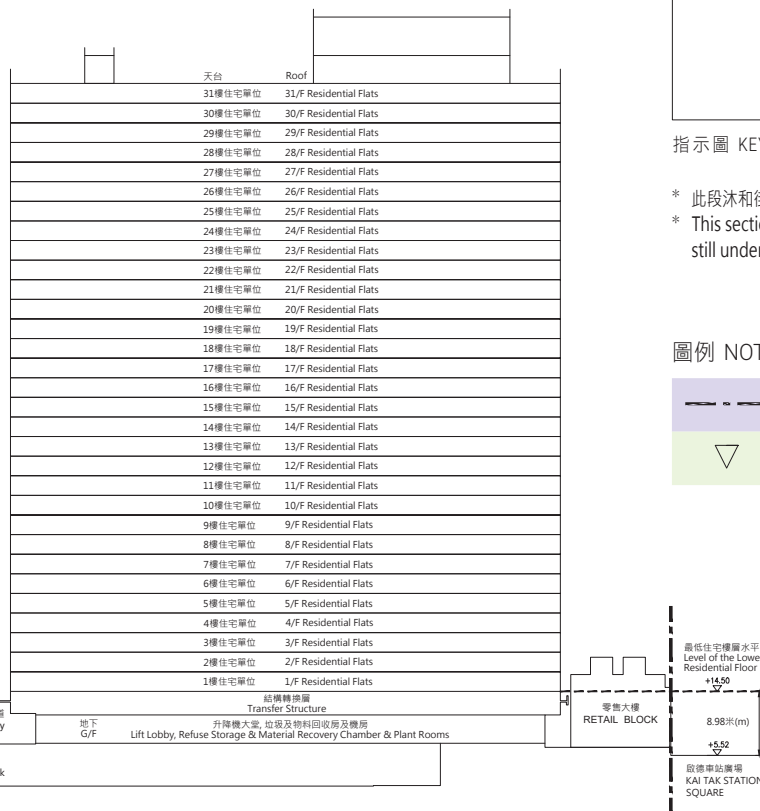 天台 Roof
31樓住宅單位 31/F Residential Flats
30樓住宅單位 30/F Residential Flats
29樓住宅單位 29/F Residential Flats
28樓住宅單位 28/F Residential Flats
27樓住宅單位 27/F Residential Flats
26樓住宅單位 26/F Residential Flats
25樓住宅單位 25/F Residential Flats
24樓住宅單位 24/F Residential Flats
23樓住宅單位 23/F Residential Flats
22樓住宅單位 22/F Residential Flats
21樓住宅單位 21/F Residential Flats
20樓住宅單位 20/F Residential Flats
19樓住宅單位 19/F Residential Flats
18樓住宅單位 18/F Residential Flats
17樓住宅單位 17/F Residential Flats
16樓住宅單位 16/F Residential Flats
15樓住宅單位 15/F Residential Flats
14樓住宅單位 14/F Residential Flats
13樓住宅單位 13/F Residential Flats
12樓住宅單位 12/F Residential Flats
11樓住宅單位 11/F Residential Flats
10樓住宅單位 10/F Residential Flats
9樓住宅單位 9/F Residential Flats
8樓住宅單位 8/F Residential Flats
7樓住宅單位 7/F Residential Flats
6樓住宅單位 6/F Residential Flats
5樓住宅單位 5/F Residential Flats
4樓住宅單位 4/F Residential Flats
3樓住宅單位 3/F Residential Flats
2樓住宅單位 2/F Residential Flats
1樓住宅單位 1/F Residential Flats
結構轉換層
Transfer Structure
地下
G/F
升降機大堂, 垃圾及物料回收房及機房
Lift Lobby, Refuse Storage & Material Recovery Chamber & Plant Rooms
零售大樓
RETAIL BLOCK
指示圖 KEY
* 此段沐和街
* This secti
still under
圖例 NOT
最低住宅樓層水平
Level of the Lowe
Residential Floor
+14.50
8.98米(m)
+5.52
啟德車站廣場
KAI TAK STATION
SQUARE